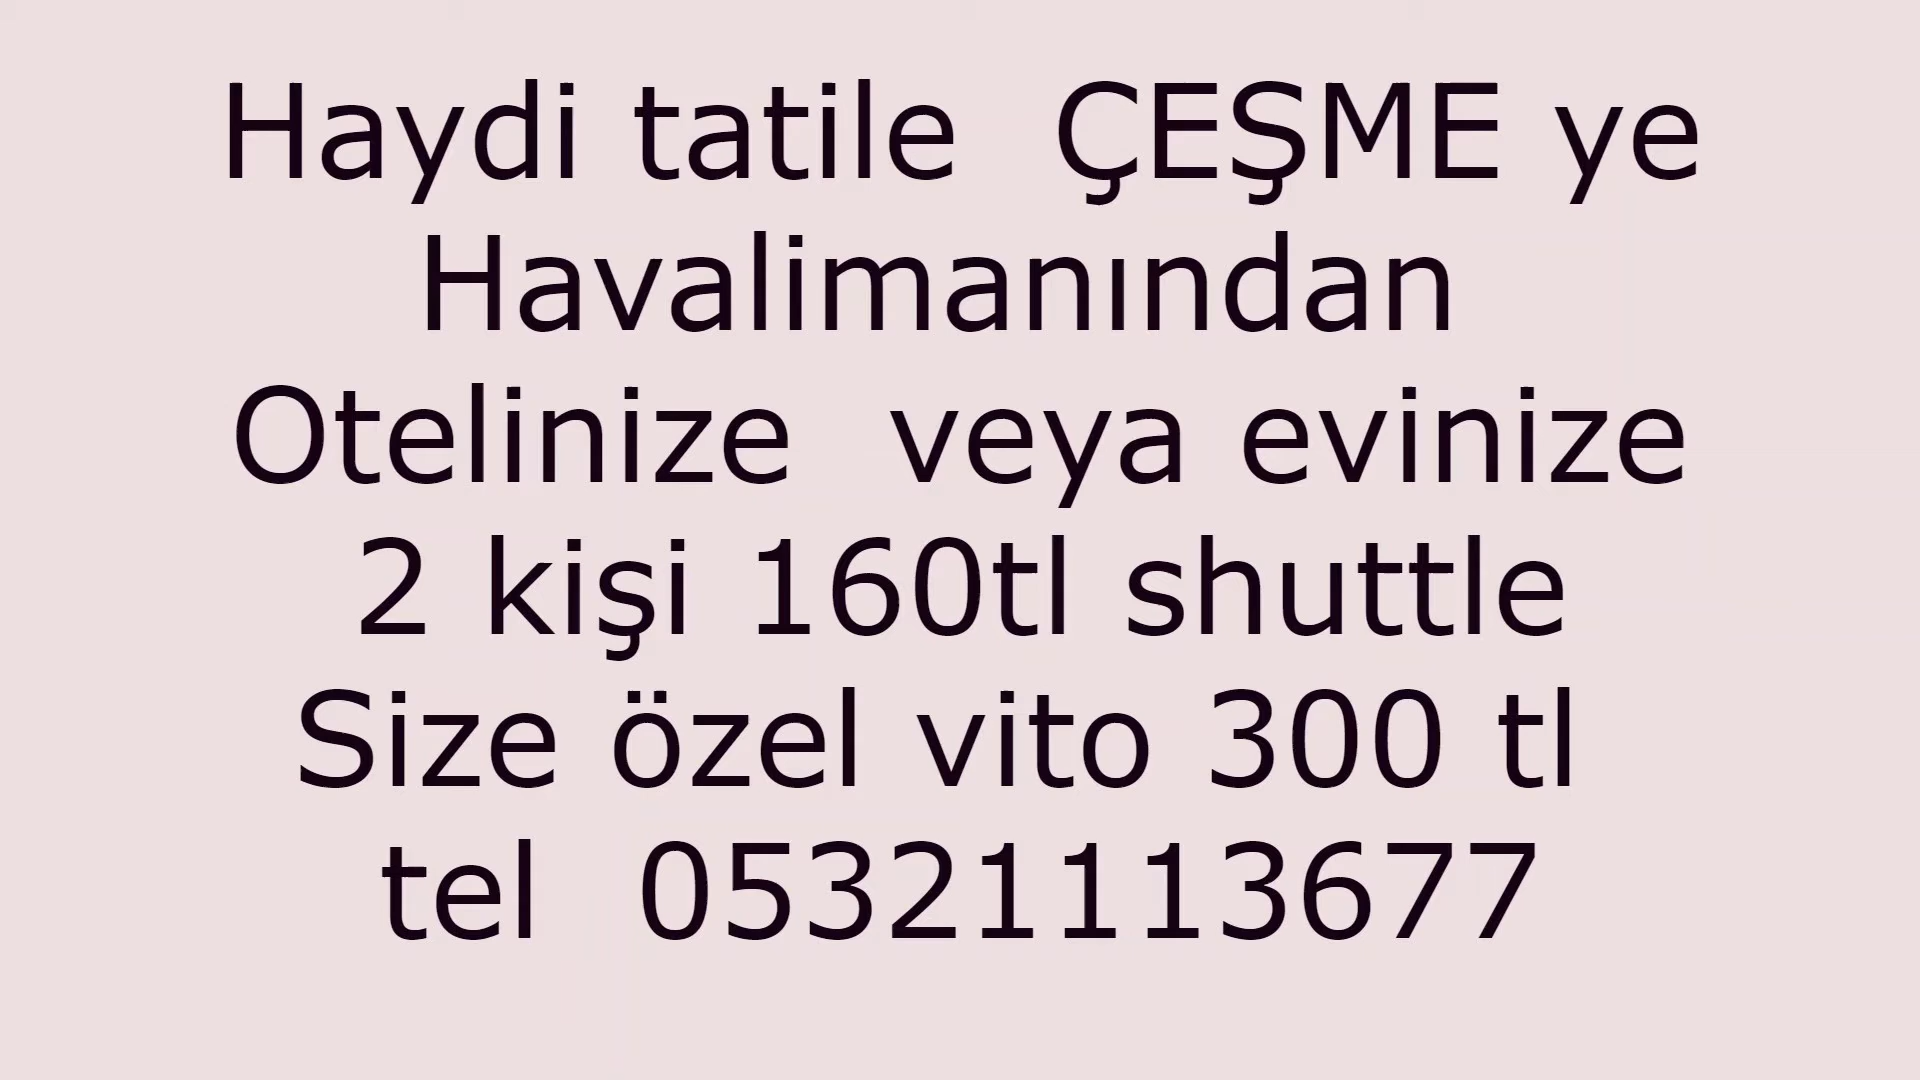 Haydi tatile  ÇEŞME ye
Havalimanından
Otelinize  veya evinize
2 kişi 160tl shuttle
Size özel vito 300 tl
tel  05321113677